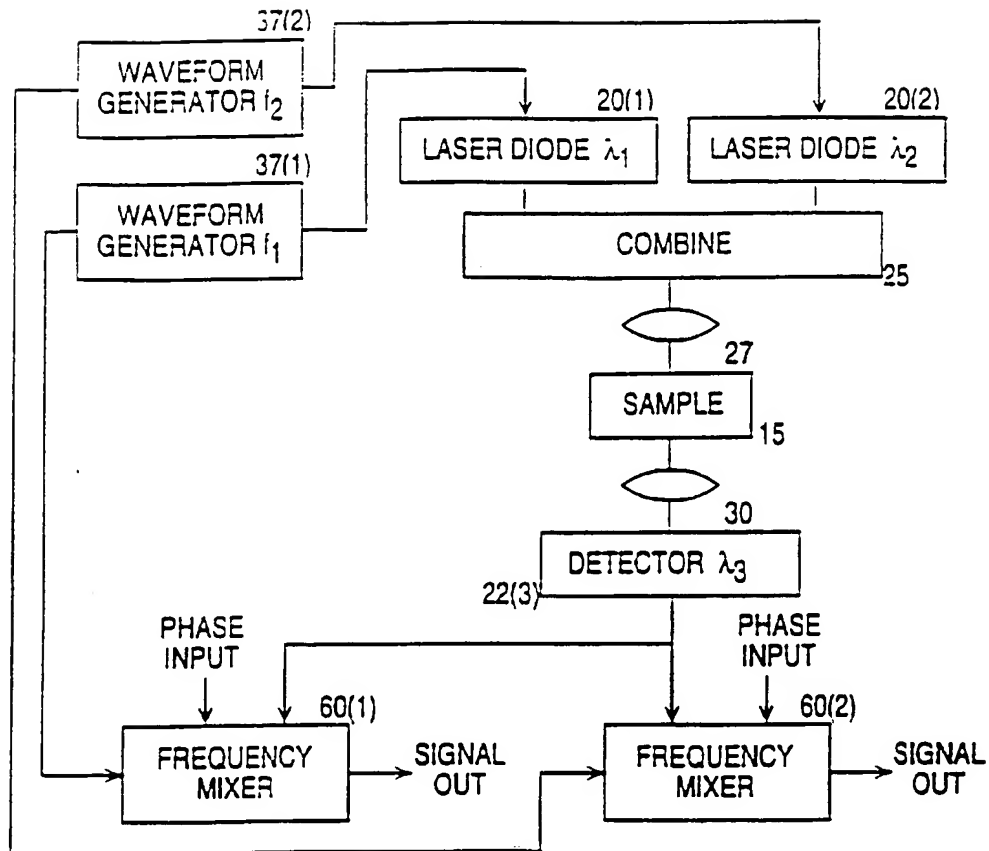 37(2)
WAVEFORM
GENERATOR f2
37(1)
WAVEFORM
GENERATOR f1
20(1)
LASER DIODE λ1
20(2)
LASER DIODE λ2
COMBINE
25
27
SAMPLE
15
30
DETECTOR λ3
22(3)
PHASE
INPUT
PHASE
INPUT
60(1)
FREQUENCY
MIXER
SIGNAL
OUT
60(2)
FREQUENCY
MIXER
SIGNAL
OUT